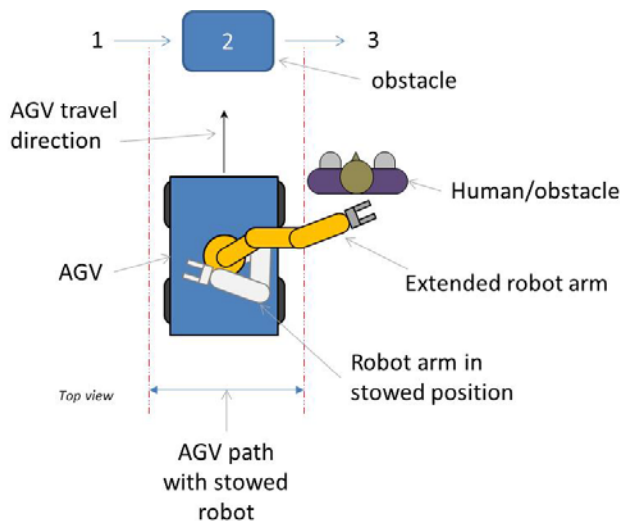 1
2
3
obstacle
AGV travel
direction
Human/obstacle
AGV
Extended robot arm
Robot arm in
stowed position
Top view
AGV path
with stowed
robot